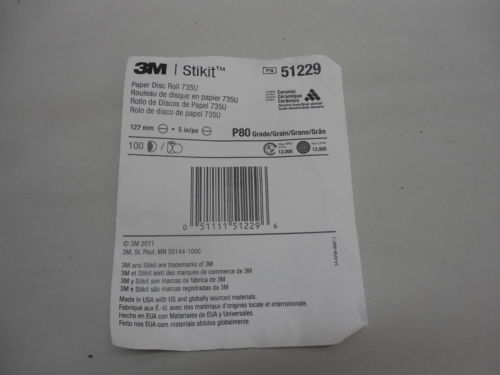 3M | Stikit™
P/N 51229
Paper Disc Roll 735U
Rouleau de disque en papier 735U
Rollo de Discos de Papel 735U
Rolo de disco de papel 735U
Ceramic
Céramique
Cerâmica
127 mm = 5 in/po
P80 Grade/Grain/Grano/Grão
100 /
12,000
12,000
0 51111 51229 6
© 3M 2011
3M, St. Paul, MN 55144-1000
3M and Stikit are trademarks of 3M
3M et Stikit sont des marques de commerce de 3M
3M y Stikit son marcas de fábrica de 3M
3M e Stikit são marcas registradas da 3M
Made in USA with US and globally sourced materials.
Fabriqué aux É.-U. avec des matériaux d'origines locale et internationale.
Hecho en EUA con Materiales de EUA y Universales.
Feito nos EUA com materiais obtidos globalmente.